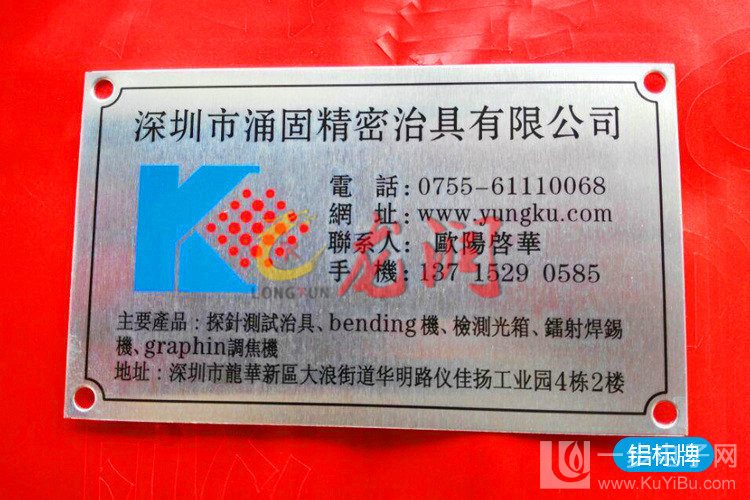 深圳市涌固精密治具有限公司
電 話:0755-61110068
網 址:www.yungku.com
聯系人: 歐陽啓華
手 機:137 1529 0585
龙润
LONGRUN
主要產品:探針測試治具、bending機、檢測光箱、鐳射焊錫
機、graphin調焦機
地址:深圳市龍華新區大浪街道华明路仪佳扬工业园4栋2楼
铝标牌
www.KuYiBu.com